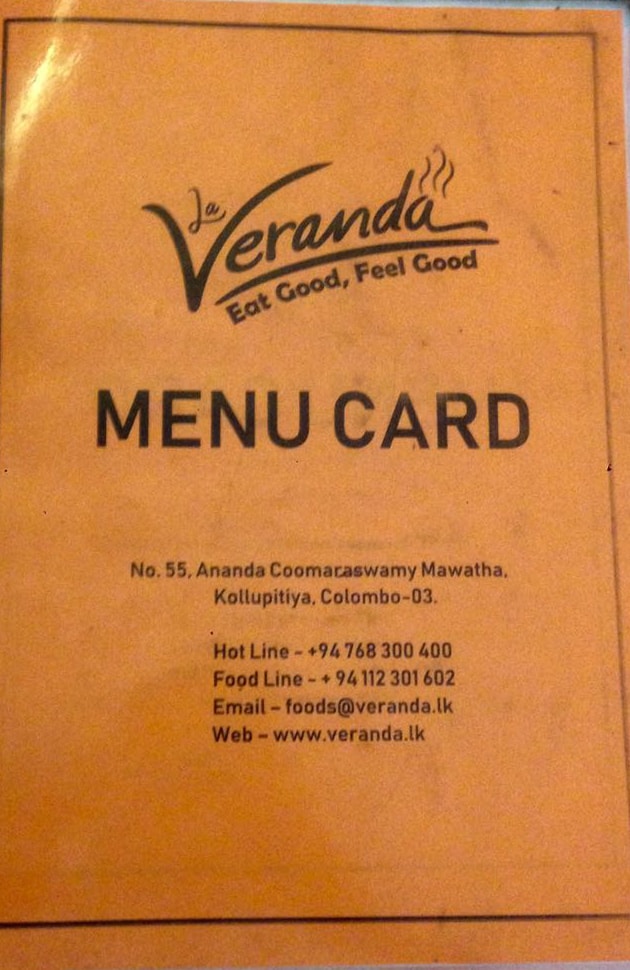 La
Veranda
Eat Good, Feel Good
MENU CARD
No. 55, Ananda Coomaraswamy Mawatha,
Kollupitiya, Colombo-03.
Hot Line - +94 768 300 400
Food Line - + 94 112 301 602
Email – foods@veranda.lk
Web – www.veranda.lk